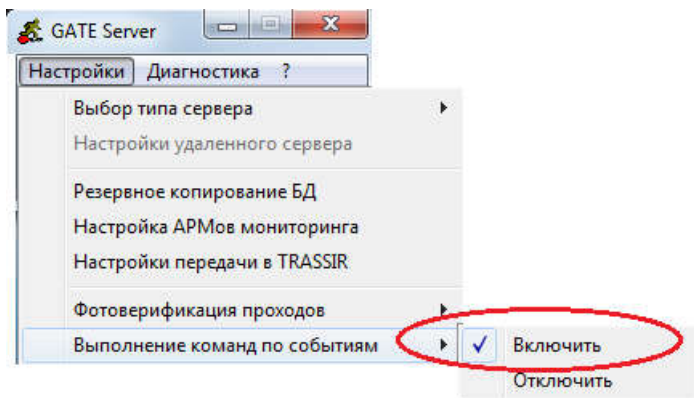 GATE Server
Настройки Диагностика ?
Выбор типа сервера
Настройки удаленного сервера
Резервное копирование БД
Настройка АРМов мониторинга
Настройки передачи в TRASSIR
Фотоверификация проходов
Выполнение команд по событиям
Включить
Отключить